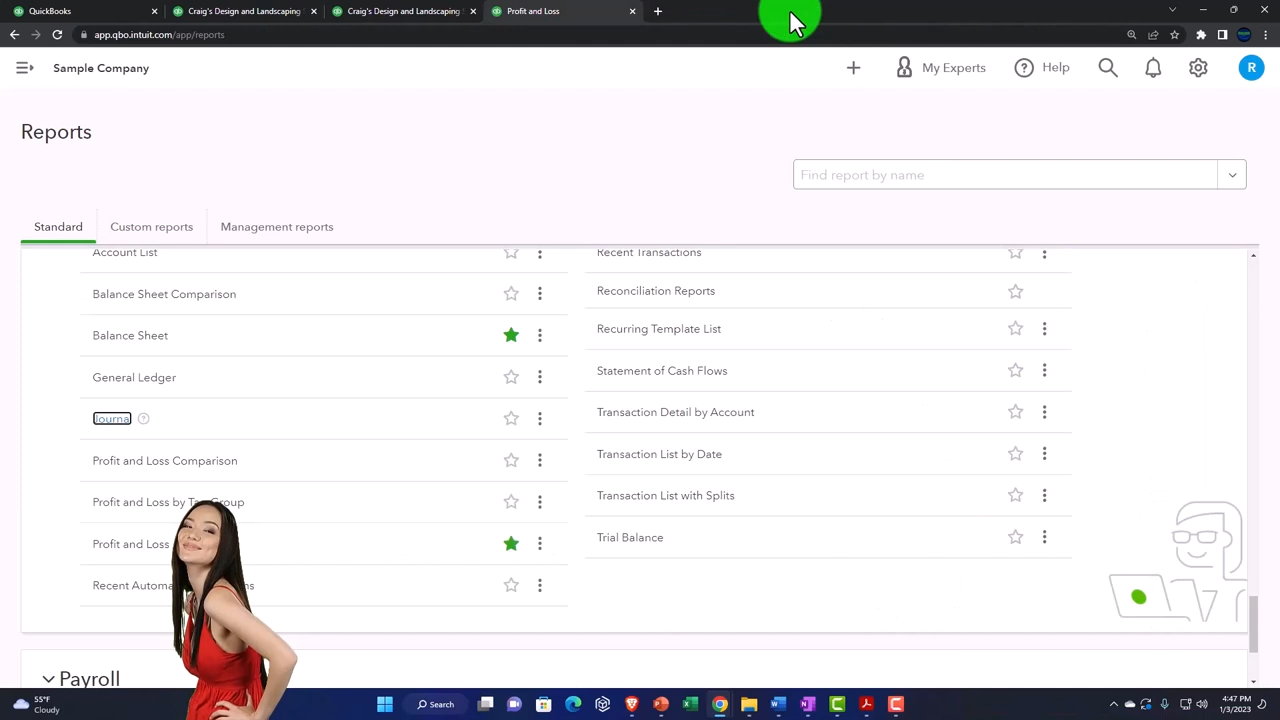 QuickBooks
Craig's Design and Landscaping
Craig's Design and Landscaping
Profit and Loss
app.qbo.intuit.com/app/reports
Sample Company
My Experts
Help
R
Reports
Find report by name
Standard
Custom reports
Management reports
Account List
Recent Transactions
Balance Sheet Comparison
Reconciliation Reports
Balance Sheet
Recurring Template List
General Ledger
Statement of Cash Flows
Journal
Transaction Detail by Account
Profit and Loss Comparison
Transaction List by Date
Profit and Loss by Tag Group
Transaction List with Splits
Profit and Loss
Trial Balance
Recent
Payroll
55°F
Cloudy
Search
4:47 PM
1/3/2023